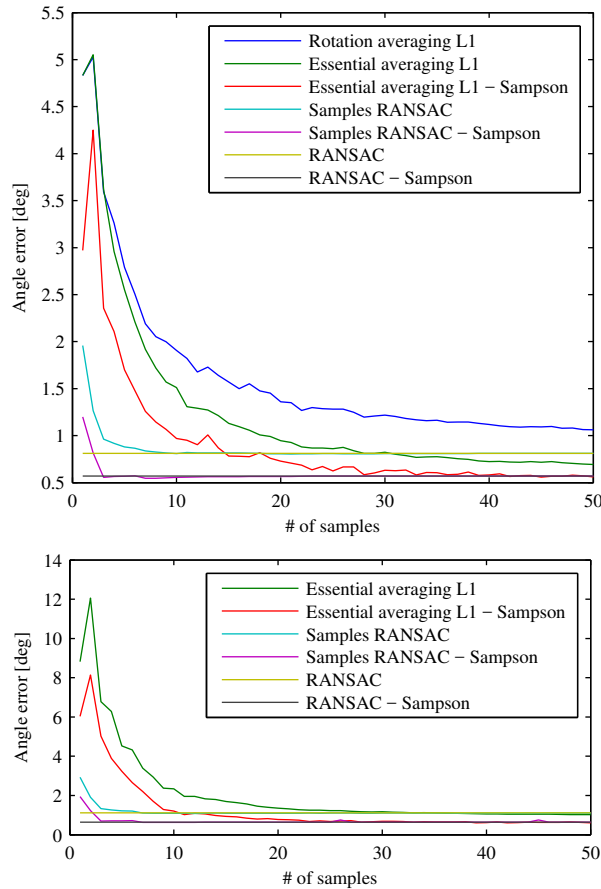 5.5
5
4.5
4
3.5
3
2.5
2
1.5
1
0.5
Angle error [deg]
Rotation averaging L1
Essential averaging L1
Essential averaging L1 − Sampson
Samples RANSAC
Samples RANSAC − Sampson
RANSAC
RANSAC − Sampson
0 10 20 30 40 50
# of samples
14
12
10
8
6
4
2
0
Angle error [deg]
Essential averaging L1
Essential averaging L1 − Sampson
Samples RANSAC
Samples RANSAC − Sampson
RANSAC
RANSAC − Sampson
0 10 20 30 40 50
# of samples